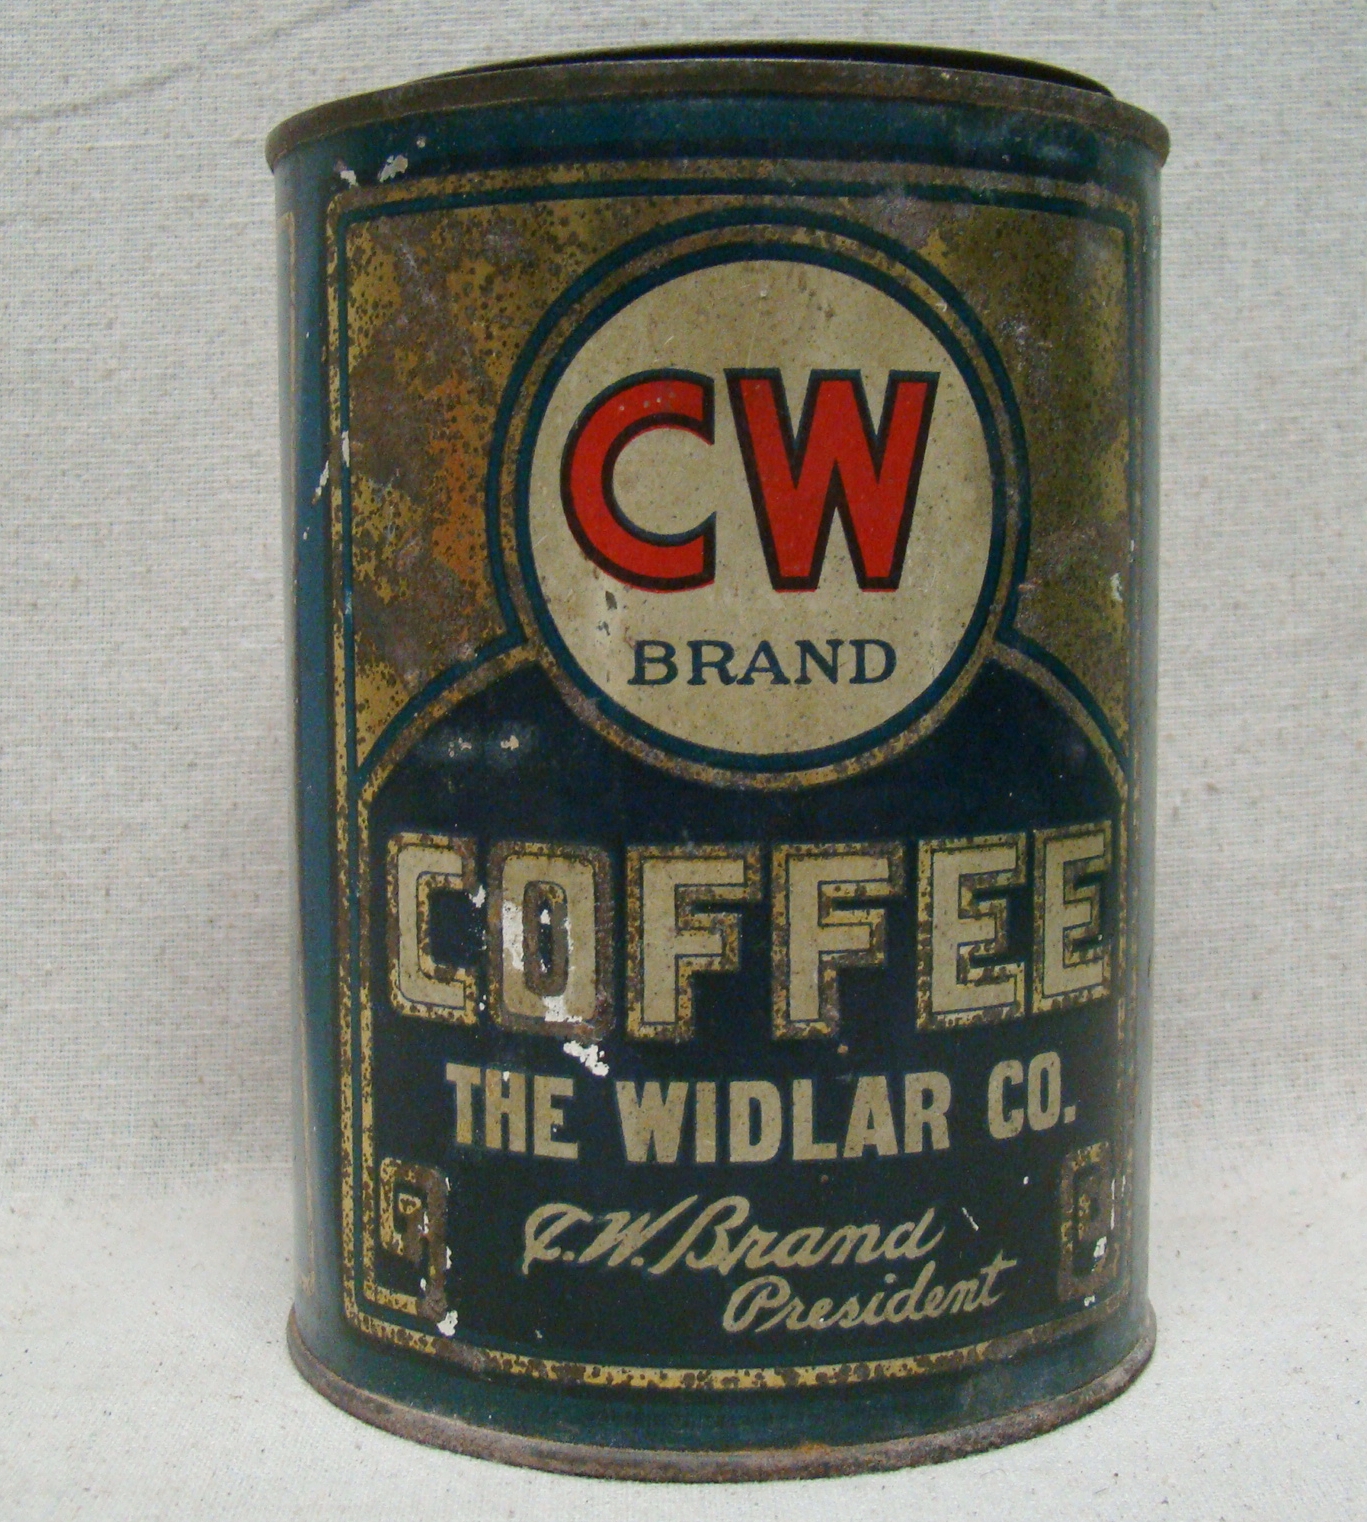 CW
BRAND
COFFEE
THE WIDLAR CO.
C.W. Brand
President